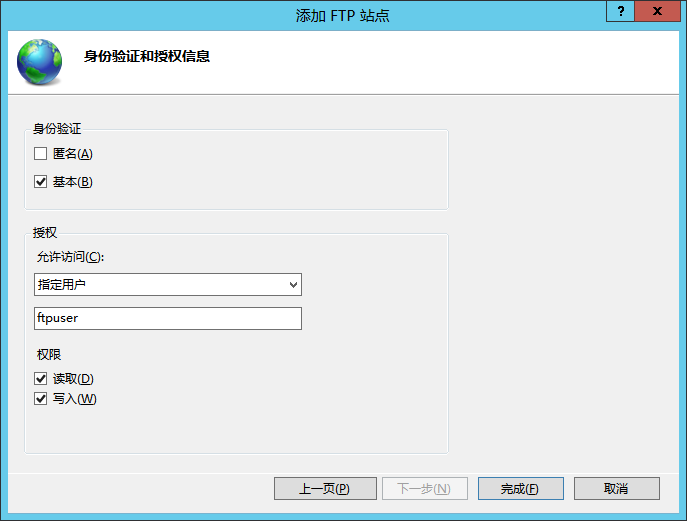 添加 FTP 站点
身份验证和授权信息
身份验证
匿名(A)
基本(B)
授权
允许访问(C):
指定用户
ftpuser
权限
读取(D)
写入(W)
上一页(P) 下一步(N) 完成(F) 取消